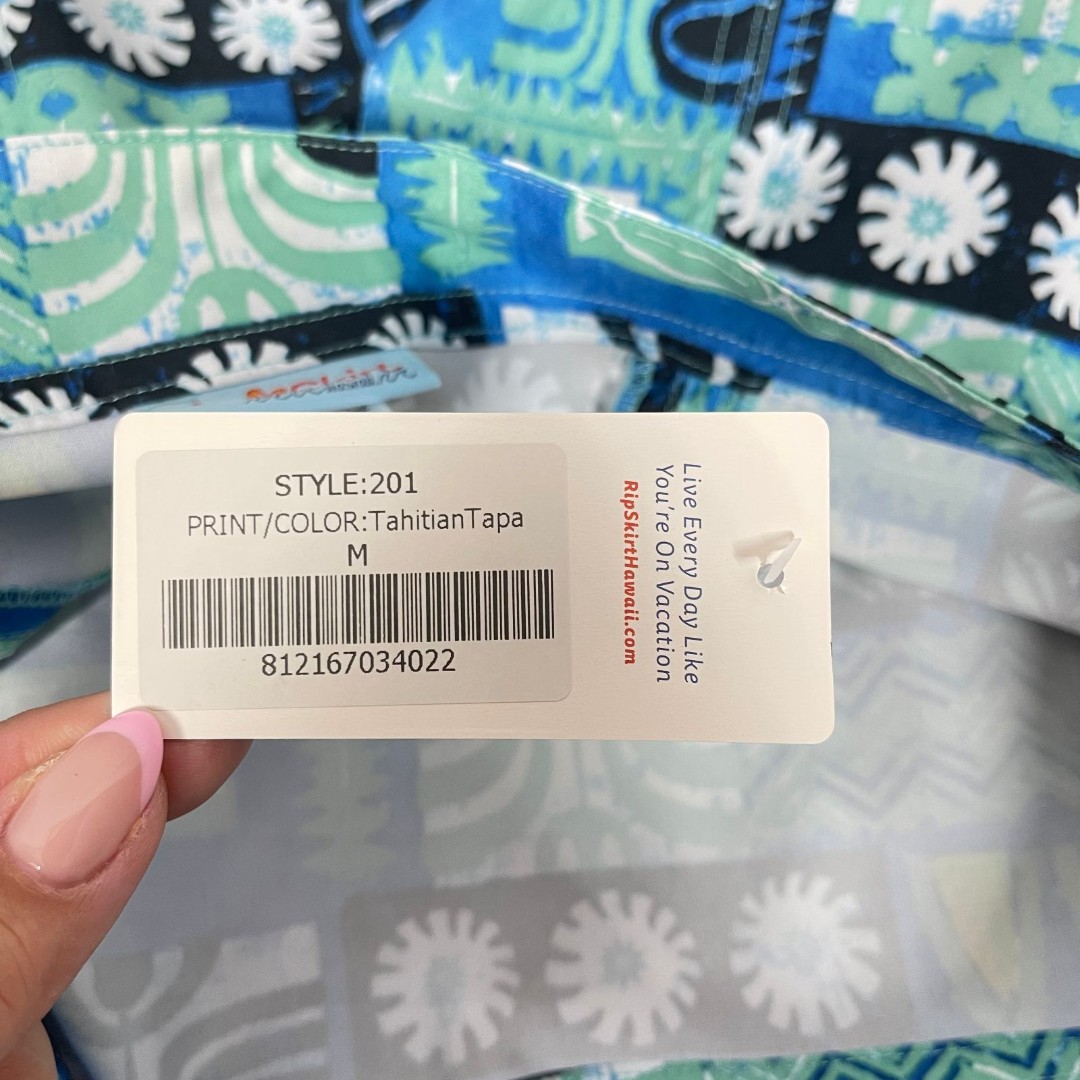 STYLE:201
PRINT/COLOR:TahitianTapa
M
812167034022
Live Every Day Like
You're On Vacation
RipSkirtHawaii.com